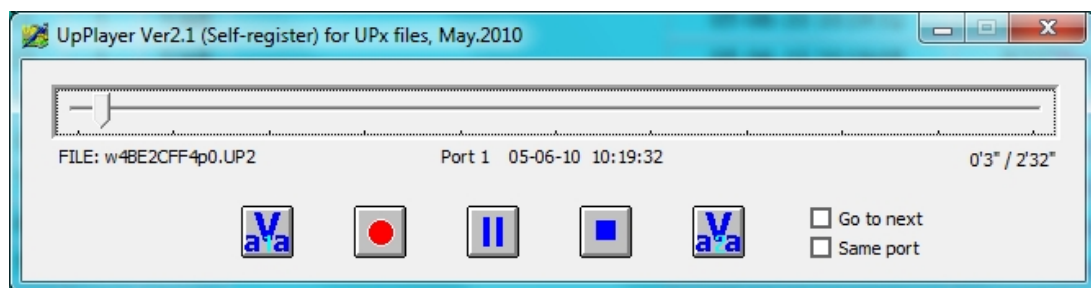 UpPlayer Ver2.1 (Self-register) for UPx files, May.2010
FILE: w4BE2CFF4p0.UP2 Port 1 05-06-10 10:19:32 0'3" / 2'32"
Go to next
Same port